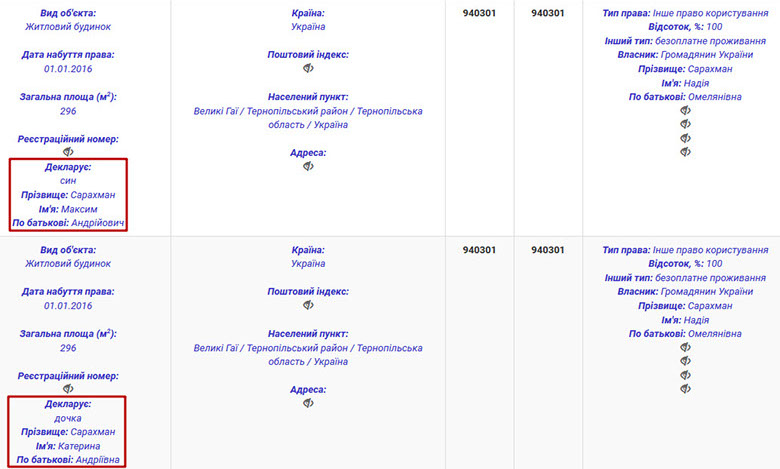 Вид об'єкта:
Житловий будинок
Дата набуття права:
01.01.2016
Загальна площа (м²):
296
Реєстраційний номер:
Декларує:
син
Прізвище: Сарахман
Ім'я: Максим
По батькові: Андрійович
Країна:
Україна
Поштовий індекс:
Населений пункт:
Великі Гаї / Тернопільський район / Тернопільська
область / Україна
Адреса:
940301
940301
Тип права: Інше право користування
Відсоток, %: 100
Інший тип: безоплатне проживання
Власник: Громадянин України
Прізвище: Сарахман
Ім'я: Надія
По батькові: Омелянівна
Вид об'єкта:
Житловий будинок
Дата набуття права:
01.01.2016
Загальна площа (м²):
296
Реєстраційний номер:
Декларує:
дочка
Прізвище: Сарахман
Ім'я: Катерина
По батькові: Андріївна
Країна:
Україна
Поштовий індекс:
Населений пункт:
Великі Гаї / Тернопільський район / Тернопільська
область / Україна
Адреса:
940301
940301
Тип права: Інше право користування
Відсоток, %: 100
Інший тип: безоплатне проживання
Власник: Громадянин України
Прізвище: Сарахман
Ім'я: Надія
По батькові: Омелянівна